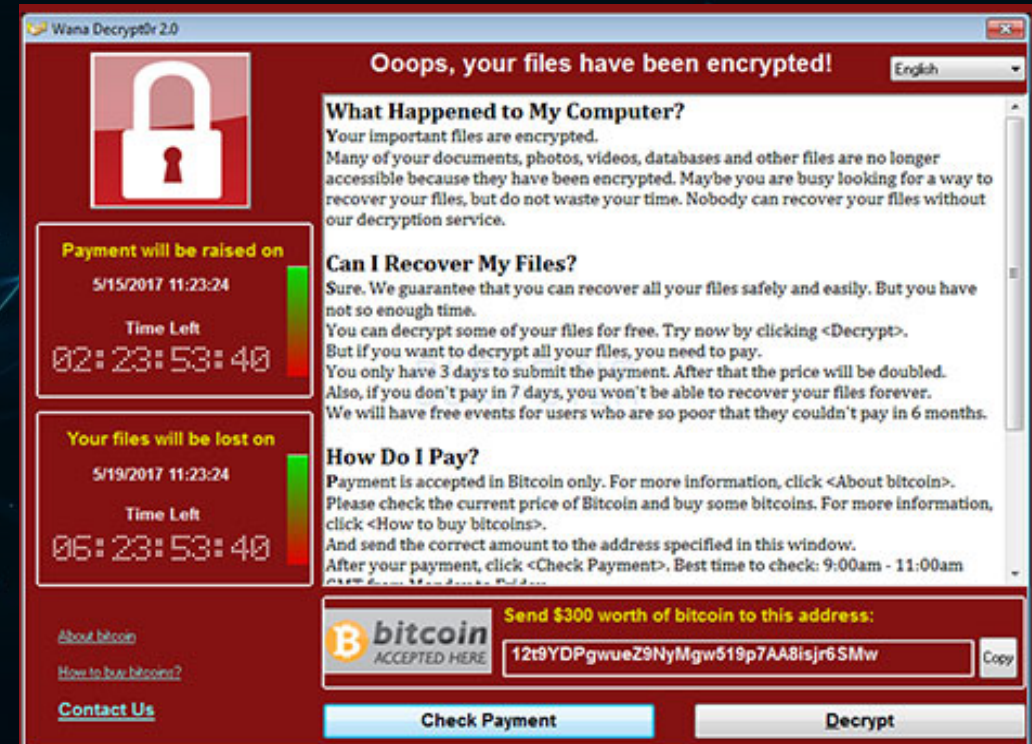 Wana Decrypt0r 2.0
Ooops, your files have been encrypted!
English
What Happened to My Computer?
Your important files are encrypted.
Many of your documents, photos, videos, databases and other files are no longer
accessible because they have been encrypted. Maybe you are busy looking for a way to
recover your files, but do not waste your time. Nobody can recover your files without
our decryption service.
Can I Recover My Files?
Sure. We guarantee that you can recover all your files safely and easily. But you have
not so enough time.
You can decrypt some of your files for free. Try now by clicking <Decrypt>.
But if you want to decrypt all your files, you need to pay.
You only have 3 days to submit the payment. After that the price will be doubled.
Also, if you don't pay in 7 days, you won't be able to recover your files forever.
We will have free events for users who are so poor that they couldn't pay in 6 months.
How Do I Pay?
Payment is accepted in Bitcoin only. For more information, click <About bitcoin>.
Please check the current price of Bitcoin and buy some bitcoins. For more information,
click <How to buy bitcoins>.
And send the correct amount to the address specified in this window.
After your payment, click <Check Payment>. Best time to check: 9:00am - 11:00am
GMT from Monday to Friday
Payment will be raised on
5/15/2017 11:23:24
Time Left
02:23:53:40
Your files will be lost on
5/19/2017 11:23:24
Time Left
06:23:53:40
About bitcoin
How to buy bitcoins?
Contact Us
bitcoin
ACCEPTED HERE
Send $300 worth of bitcoin to this address:
12t9YDPgwueZ9NyMgw519p7AA8isjr6SMw
Copy
Check Payment
Decrypt